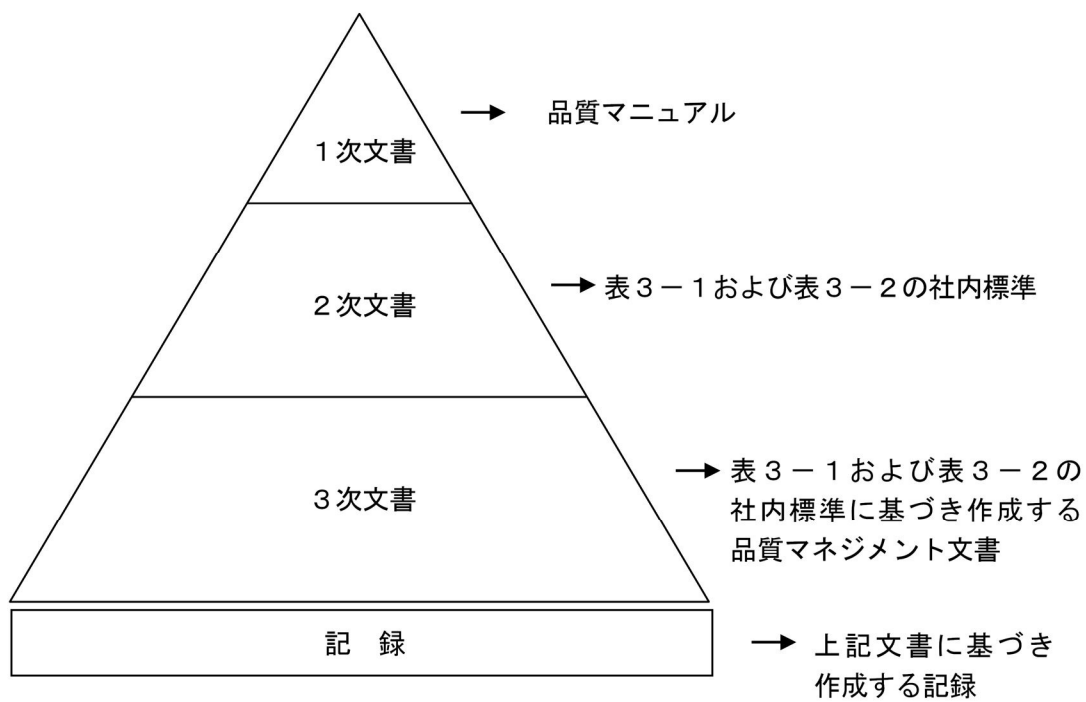 品質マニュアル
１次文書
表３－１および表３－２の社内標準
２次文書
表３－１および表３－２の
社内標準に基づき作成する
品質マネジメント文書
３次文書
記　録
上記文書に基づき
作成する記録